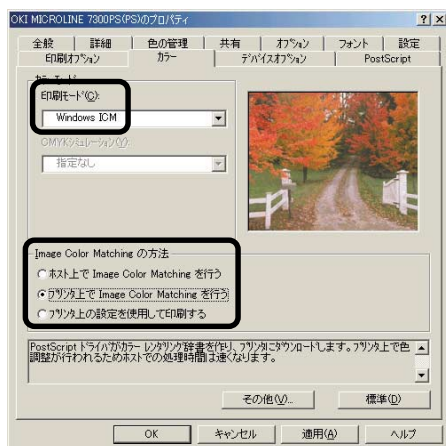 OKI MICROLINE 7300PS(PS)のプロパティ
全般 詳細 色の管理 共有 オプション フォント 設定
印刷オプション カラー デバイスオプション PostScript
カラーモード
印刷モード(C):
Windows ICM
CMYKシミュレーション(Y):
指定なし
Image Color Matching の方法
ホスト上で Image Color Matching を行う
プリンタ上で Image Color Matching を行う
プリンタ上の設定を使用して印刷する
PostScript ドライバがカラー レンダリング辞書を作り、プリンタにダウンロードします。プリンタ上で色
調整が行われるためホストでの処理時間は速くなります。
その他(V)... 標準(D)
OK キャンセル 適用(A) ヘルプ